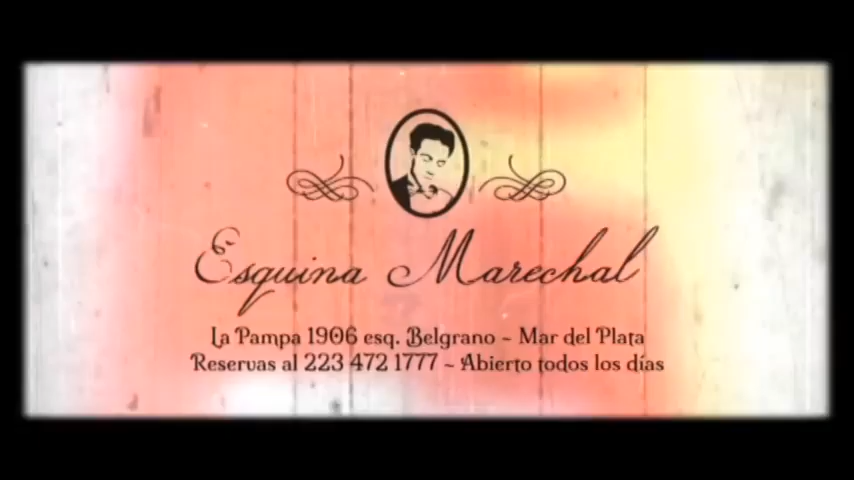 Esquina Marechal
La Pampa 1906 esq. Belgrano ~ Mar del Plata
Reservas al 223 472 1777 ~ Abierto todos los días